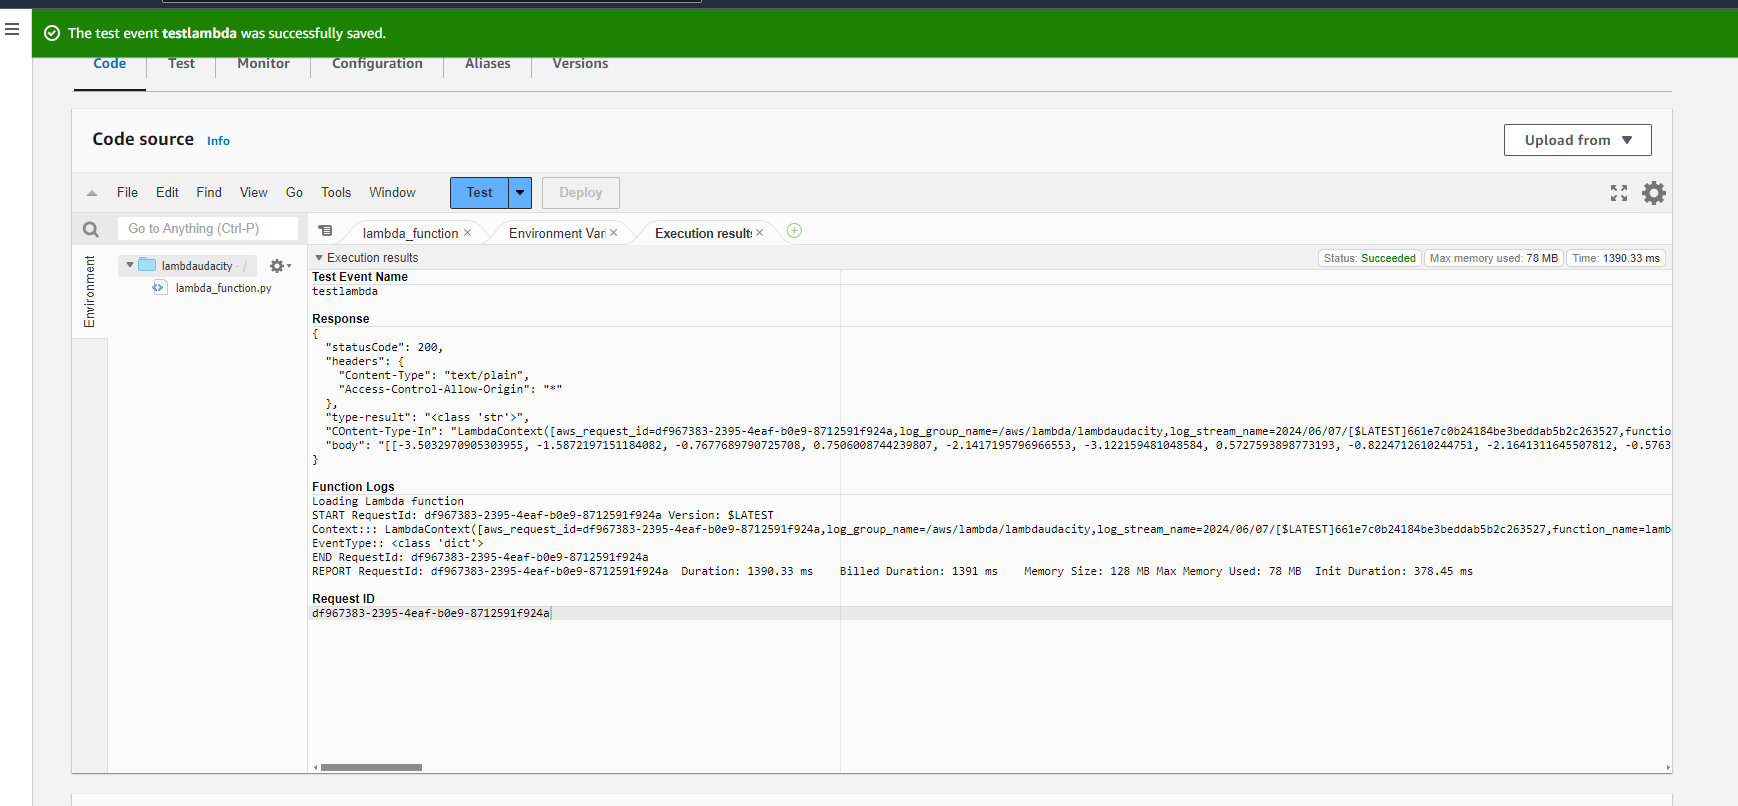 The test event testlambda was successfully saved.
Code Test Monitor Configuration Aliases Versions
Code source Info
Upload from
File Edit Find View Go Tools Window Test Deploy
Go to Anything (Ctrl-P)
lambda_function Environment Var Execution results
Environment
lambdaudacity - /
lambda_function.py
Execution results
Status: Succeeded Max memory used: 78 MB Time: 1390.33 ms
Test Event Name
testlambda
Response
{
"statusCode": 200,
"headers": {
"Content-Type": "text/plain",
"Access-Control-Allow-Origin": "*"
},
"type-result": "<class 'str'>",
"COntent-Type-In": "LambdaContext([aws_request_id=df967383-2395-4eaf-b0e9-8712591f924a,log_group_name=/aws/lambda/lambdaudacity,log_stream_name=2024/06/07/[$LATEST]661e7c0b24184be3beddab5b2c263527,functio
"body": "[[-3.5032970905303955, -1.5872197151184082, -0.7677689790725708, 0.7506008744239807, -2.1417195796966553, -3.122159481048584, 0.5727593898773193, -0.8224712610244751, -2.1641311645507812, -0.5763
}
Function Logs
Loading Lambda function
START RequestId: df967383-2395-4eaf-b0e9-8712591f924a Version: $LATEST
Context::: LambdaContext([aws_request_id=df967383-2395-4eaf-b0e9-8712591f924a,log_group_name=/aws/lambda/lambdaudacity,log_stream_name=2024/06/07/[$LATEST]661e7c0b24184be3beddab5b2c263527,function_name=lamb
EventType:: <class 'dict'>
END RequestId: df967383-2395-4eaf-b0e9-8712591f924a
REPORT RequestId: df967383-2395-4eaf-b0e9-8712591f924a Duration: 1390.33 ms Billed Duration: 1391 ms Memory Size: 128 MB Max Memory Used: 78 MB Init Duration: 378.45 ms
Request ID
df967383-2395-4eaf-b0e9-8712591f924a